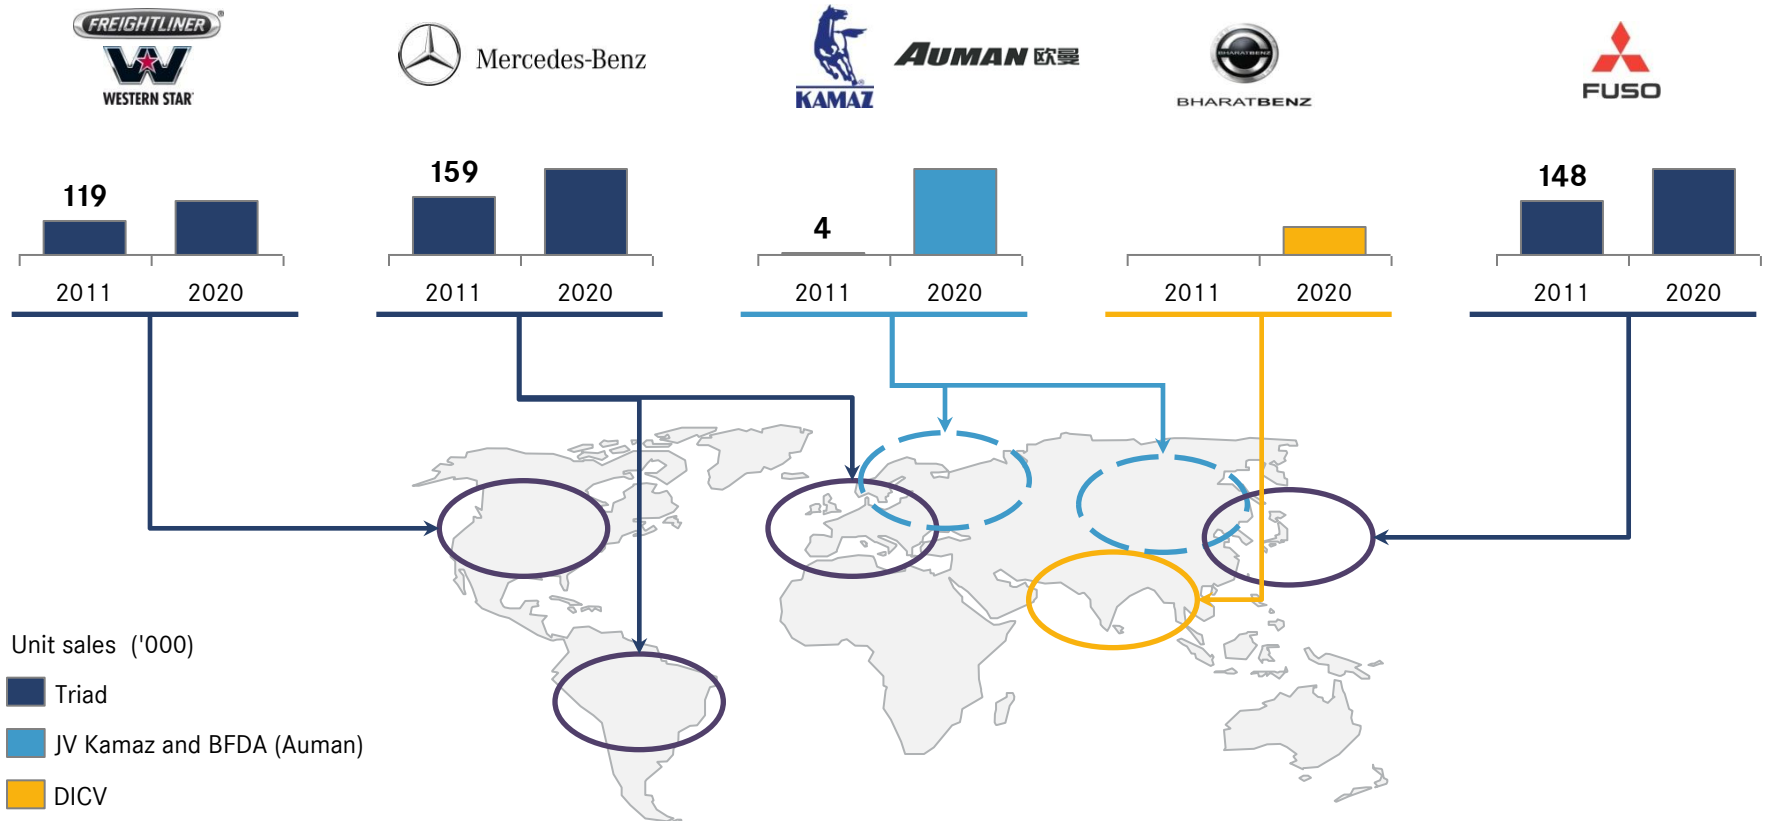 FREIGHTLINER®
WESTERN STAR
Mercedes-Benz
KAMAZ
AUMAN 欧曼
BHARATBENZ
BHARATBENZ
FUSO
119
159
4
148
2011 2020
2011 2020
2011 2020
2011 2020
2011 2020
Unit sales ('000)
Triad
JV Kamaz and BFDA (Auman)
DICV